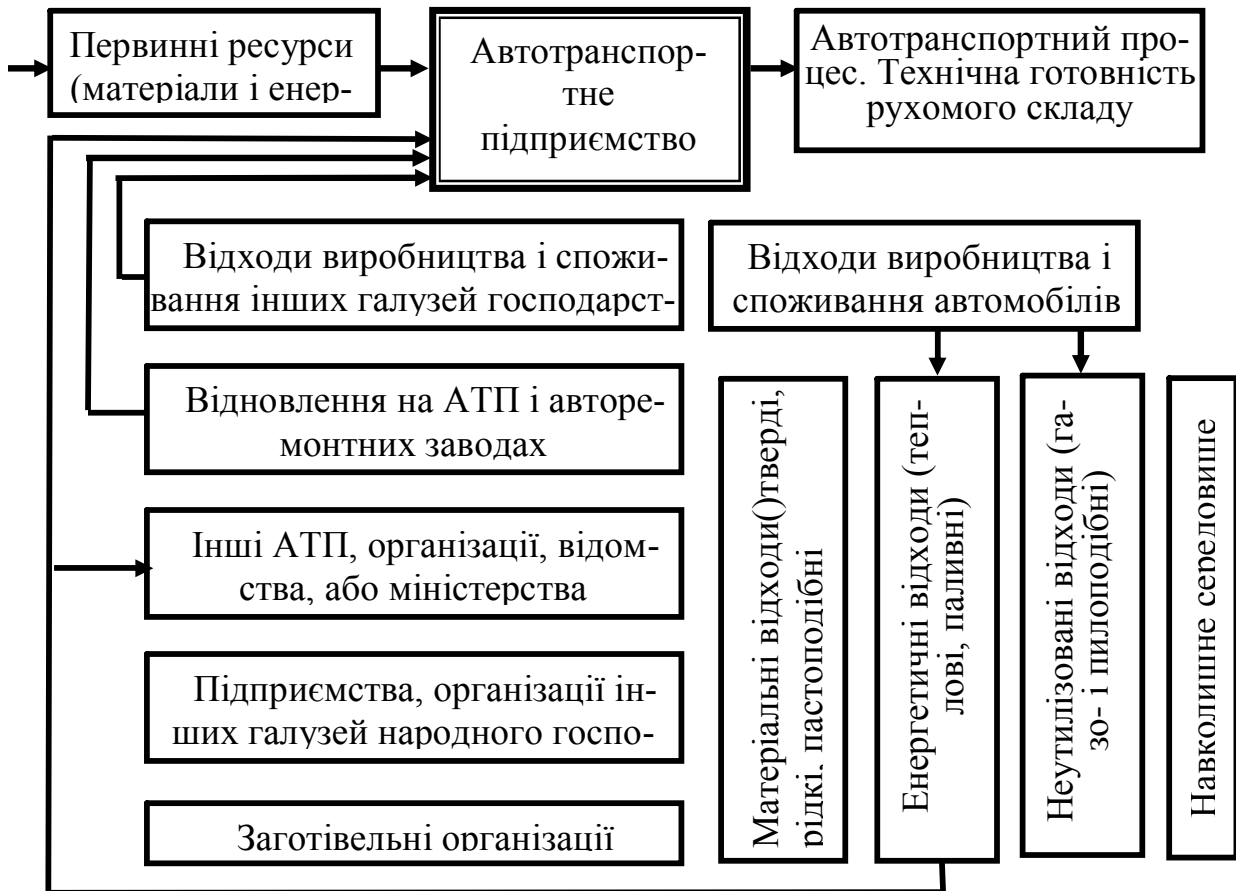 Первинні ресурси
(матеріали і енер-
Автотранспор-
тне
підприємство
Автотранспортний про-
цес. Технічна готовність
рухомого складу
Відходи виробництва і спожи-
вання інших галузей господарст-
Відходи виробництва і
споживання автомобілів
Відновлення на АТП і авторе-
монтних заводах
Інші АТП, організації, відом-
ства, або міністерства
Підприємства, організації ін-
ших галузей народного госпо-
Заготівельні організації
Матеріальні відходи()тверді,
рідкі, пастоподібні
Енергетичні відходи (теп-
лові, паливні)
Неутилізовані відходи (га-
зо- і пилоподібні)
Навколишнє середовище